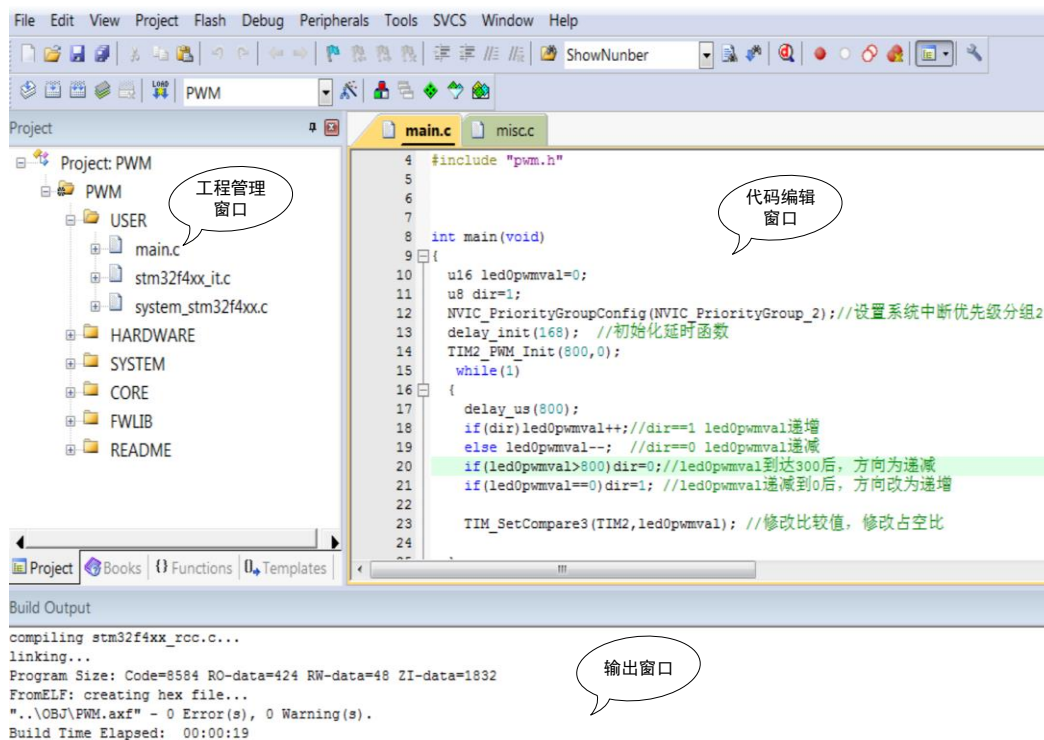 File Edit View Project Flash Debug Peripherals Tools SVCS Window Help
ShowNunber
LOAD PWM
Project
main.c misc.c
Project: PWM
PWM
USER
main.c
stm32f4xx_it.c
system_stm32f4xx.c
HARDWARE
SYSTEM
CORE
FWLIB
README
工程管理
窗口
代码编辑
窗口
4 #include "pwm.h"
5
6
7
8 int main(void)
9 {
10 u16 led0pwmval=0;
11 u8 dir=1;
12 NVIC_PriorityGroupConfig(NVIC_PriorityGroup_2);//设置系统中断优先级分组2
13 delay_init(168); //初始化延时函数
14 TIM2_PWM_Init(800,0);
15 while(1)
16 {
17 delay_us(800);
18 if(dir)led0pwmval++;//dir==1 led0pwmval递增
19 else led0pwmval--; //dir==0 led0pwmval递减
20 if(led0pwmval>800)dir=0;//led0pwmval到达300后，方向为递减
21 if(led0pwmval==0)dir=1; //led0pwmval递减到0后，方向改为递增
22
23 TIM_SetCompare3(TIM2,led0pwmval); //修改比较值，修改占空比
24
Project Books {} Functions 0 Templates
Build Output
compiling stm32f4xx_rcc.c...
linking...
Program Size: Code=8584 RO-data=424 RW-data=48 ZI-data=1832
FromELF: creating hex file...
"..\OBJ\PWM.axf" - 0 Error(s), 0 Warning(s).
Build Time Elapsed: 00:00:19
输出窗口